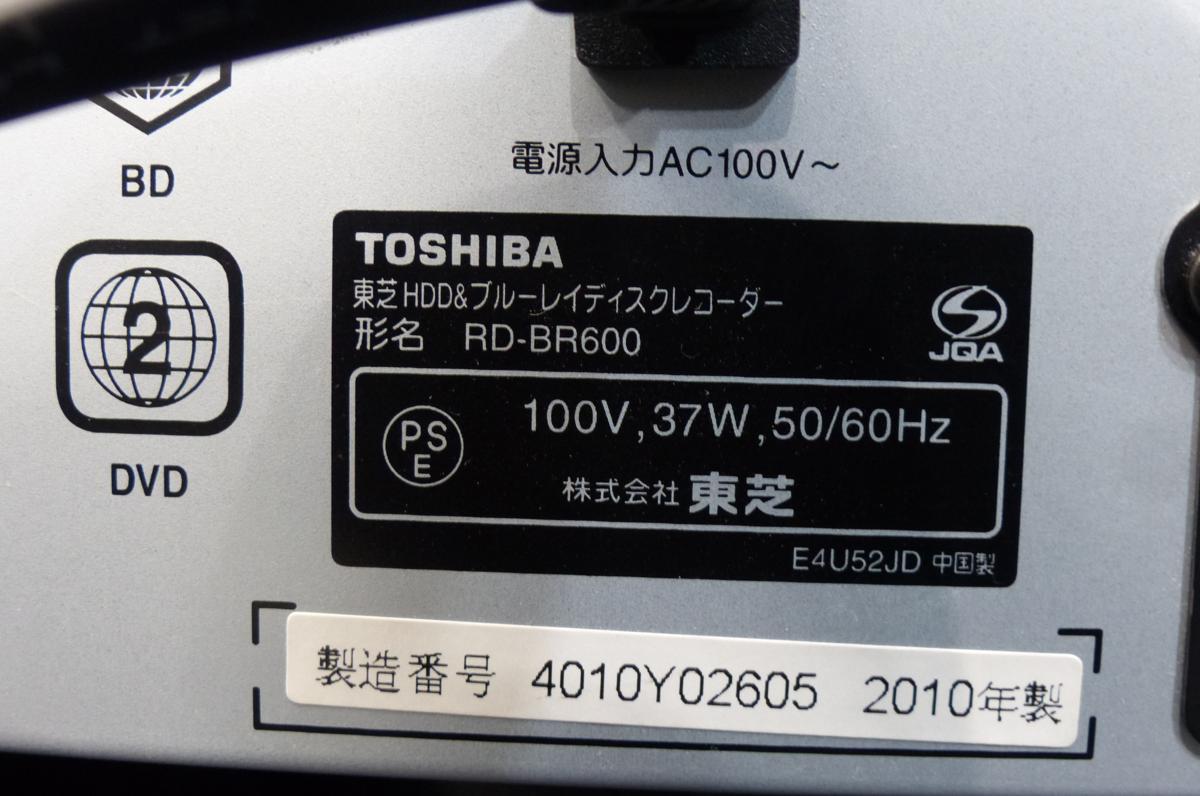 BD
電源入力AC100V～
2
DVD
TOSHIBA
東芝HDD&ブルーレイディスクレコーダー
形名 RD-BR600
JQA
PS
E
100V,37W,50/60Hz
株式会社 東芝
E4U52JD 中国製
製造番号 4010Y02605 2010年製